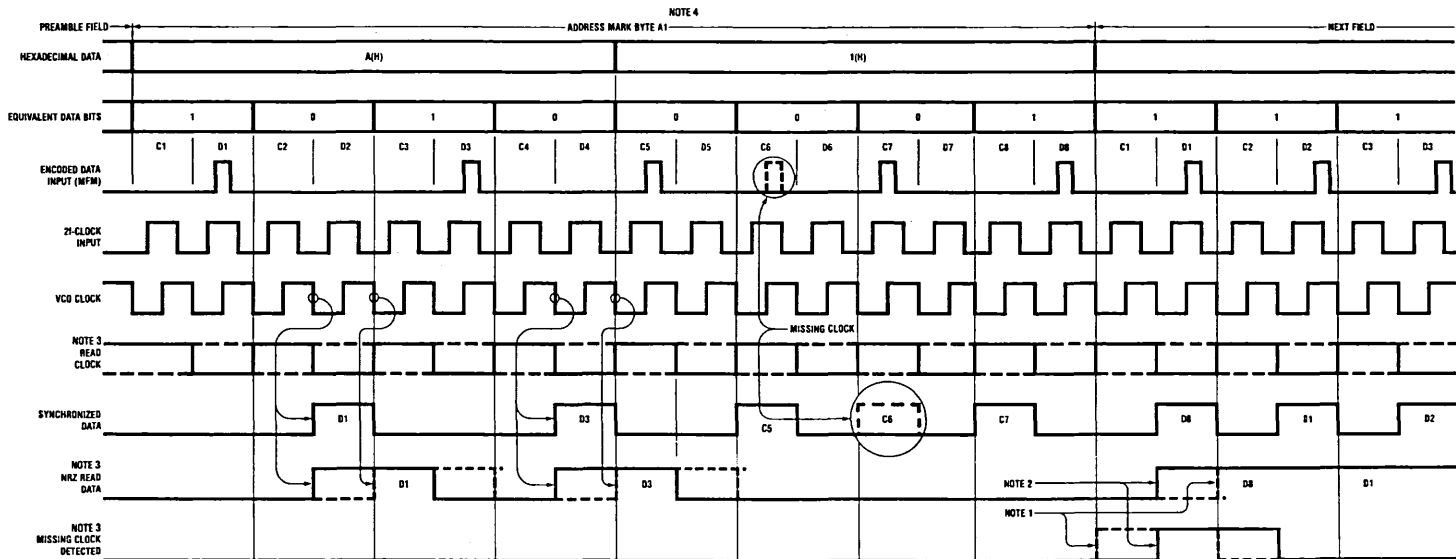 NOTE 4
PREAMBLE FIELD ADDRESS MARK BYTE A1 NEXT FIELD
HEXADECIMAL DATA A(H) 1(H)
EQUIVALENT DATA BITS 1 0 1 0 0 0 0 1 1 1 1
C1 D1 C2 D2 C3 D3 C4 D4 C5 D5 C6 D6 C7 D7 C8 D8 C1 D1 C2 D2 C3 D3
ENCODED DATA
INPUT (MFM)
2f-CLOCK
INPUT
VCO CLOCK
MISSING CLOCK
NOTE 3
READ
CLOCK
SYNCHRONIZED
DATA
D1 D3 C5 C6 C7 D8 D1 D2
NOTE 3
NRZ READ
DATA
D1 D3 NOTE 2 D8 D1
NOTE 1
NOTE 3
MISSING CLOCK
DETECTED